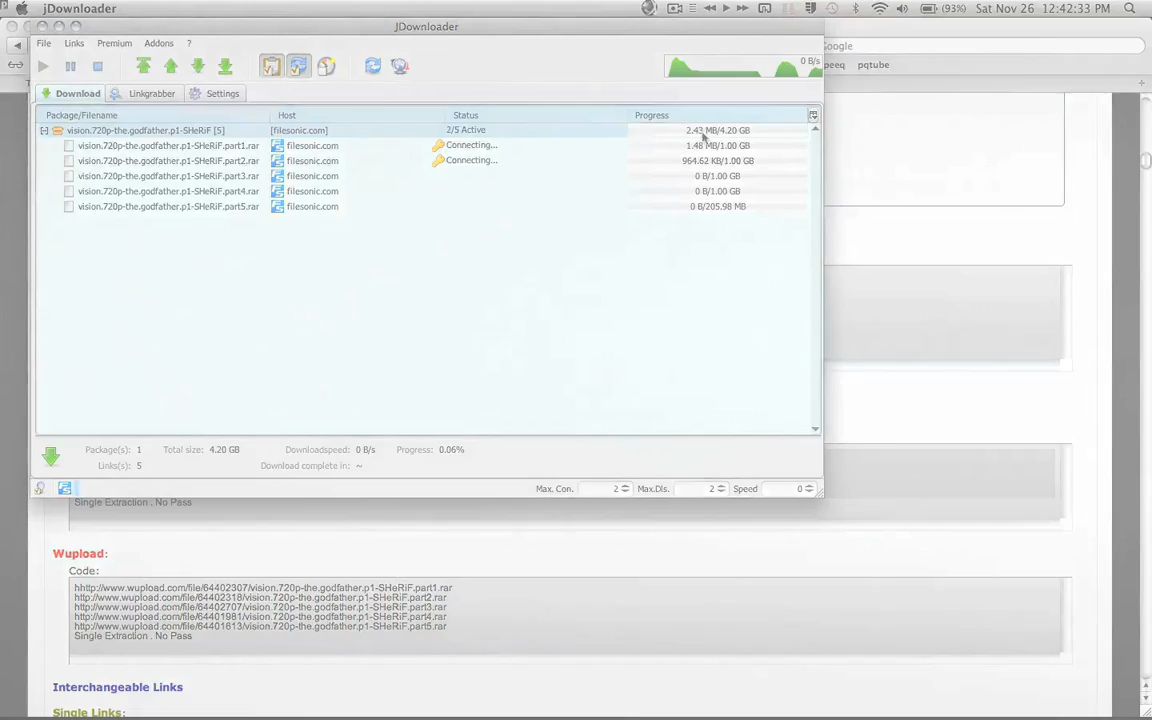 jDownloader
(93%) Sat Nov 26 12:42:33 PM
JDownloader
Google
File Links Premium Addons ?
0 B/s
peeq pqtube
Download Linkgrabber Settings
Package/Filename Host Status Progress
vision.720p-the.godfather.p1-SHeRiF [5] [filesonic.com] 2/5 Active 2.43 MB/4.20 GB
vision.720p-the.godfather.p1-SHeRiF.part1.rar filesonic.com Connecting... 1.48 MB/1.00 GB
vision.720p-the.godfather.p1-SHeRiF.part2.rar filesonic.com Connecting... 964.62 KB/1.00 GB
vision.720p-the.godfather.p1-SHeRiF.part3.rar filesonic.com 0 B/1.00 GB
vision.720p-the.godfather.p1-SHeRiF.part4.rar filesonic.com 0 B/1.00 GB
vision.720p-the.godfather.p1-SHeRiF.part5.rar filesonic.com 0 B/205.98 MB
Package(s): 1 Total size: 4.20 GB Downloadspeed: 0 B/s Progress: 0.06%
Links(s): 5 Download complete in: ~
Max. Con. 2 Max.Dls. 2 Speed 0
Single Extraction . No Pass
Wupload:
Code:
hhttp://www.wupload.com/file/64402307/vision.720p-the.godfather.p1-SHeRiF.part1.rar
http://www.wupload.com/file/64402318/vision.720p-the.godfather.p1-SHeRiF.part2.rar
http://www.wupload.com/file/64402707/vision.720p-the.godfather.p1-SHeRiF.part3.rar
http://www.wupload.com/file/64401981/vision.720p-the.godfather.p1-SHeRiF.part4.rar
http://www.wupload.com/file/64401613/vision.720p-the.godfather.p1-SHeRiF.part5.rar
Single Extraction . No Pass
Interchangeable Links
Single Links: